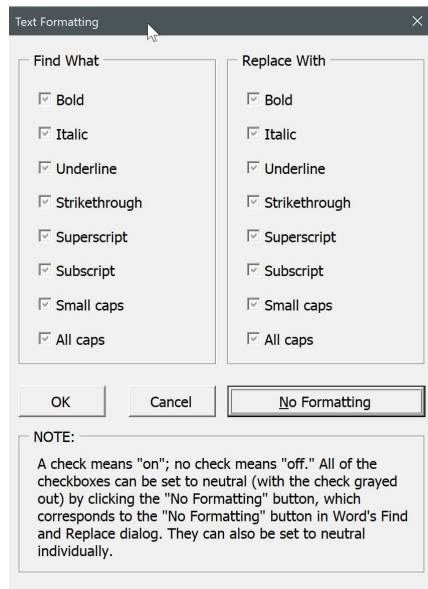 Text Formatting
Find What
Bold
Italic
Underline
Strikethrough
Superscript
Subscript
Small caps
All caps
Replace With
Bold
Italic
Underline
Strikethrough
Superscript
Subscript
Small caps
All caps
OK
Cancel
No Formatting
NOTE:
A check means "on"; no check means "off." All of the
checkboxes can be set to neutral (with the check grayed
out) by clicking the "No Formatting" button, which
corresponds to the "No Formatting" button in Word's Find
and Replace dialog. They can also be set to neutral
individually.